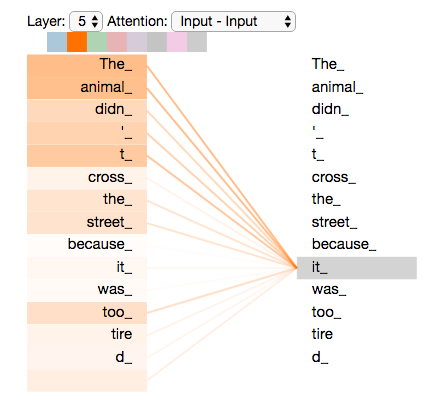 Layer: 5 Attention: Input - Input
The_ The_
animal_ animal_
didn_ didn_
'_ '_
t_ t_
cross_ cross_
the_ the_
street_ street_
because_ because_
it_ it_
was_ was_
too_ too_
tire tire
d_ d_